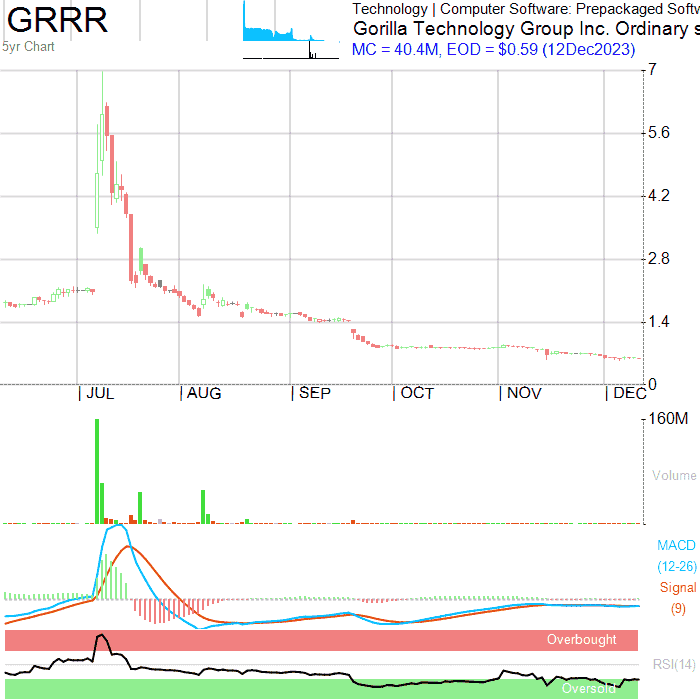 GRRR
5yr Chart
Technology | Computer Software: Prepackaged Softw
Gorilla Technology Group Inc. Ordinary s
MC = 40.4M, EOD = $0.59 (12Dec2023)
7
5.6
4.2
2.8
1.4
0
| JUL | AUG | SEP | OCT | NOV | DEC
160M
Volume
MACD
(12-26)
Signal
(9)
Overbought
RSI(14)
Oversold